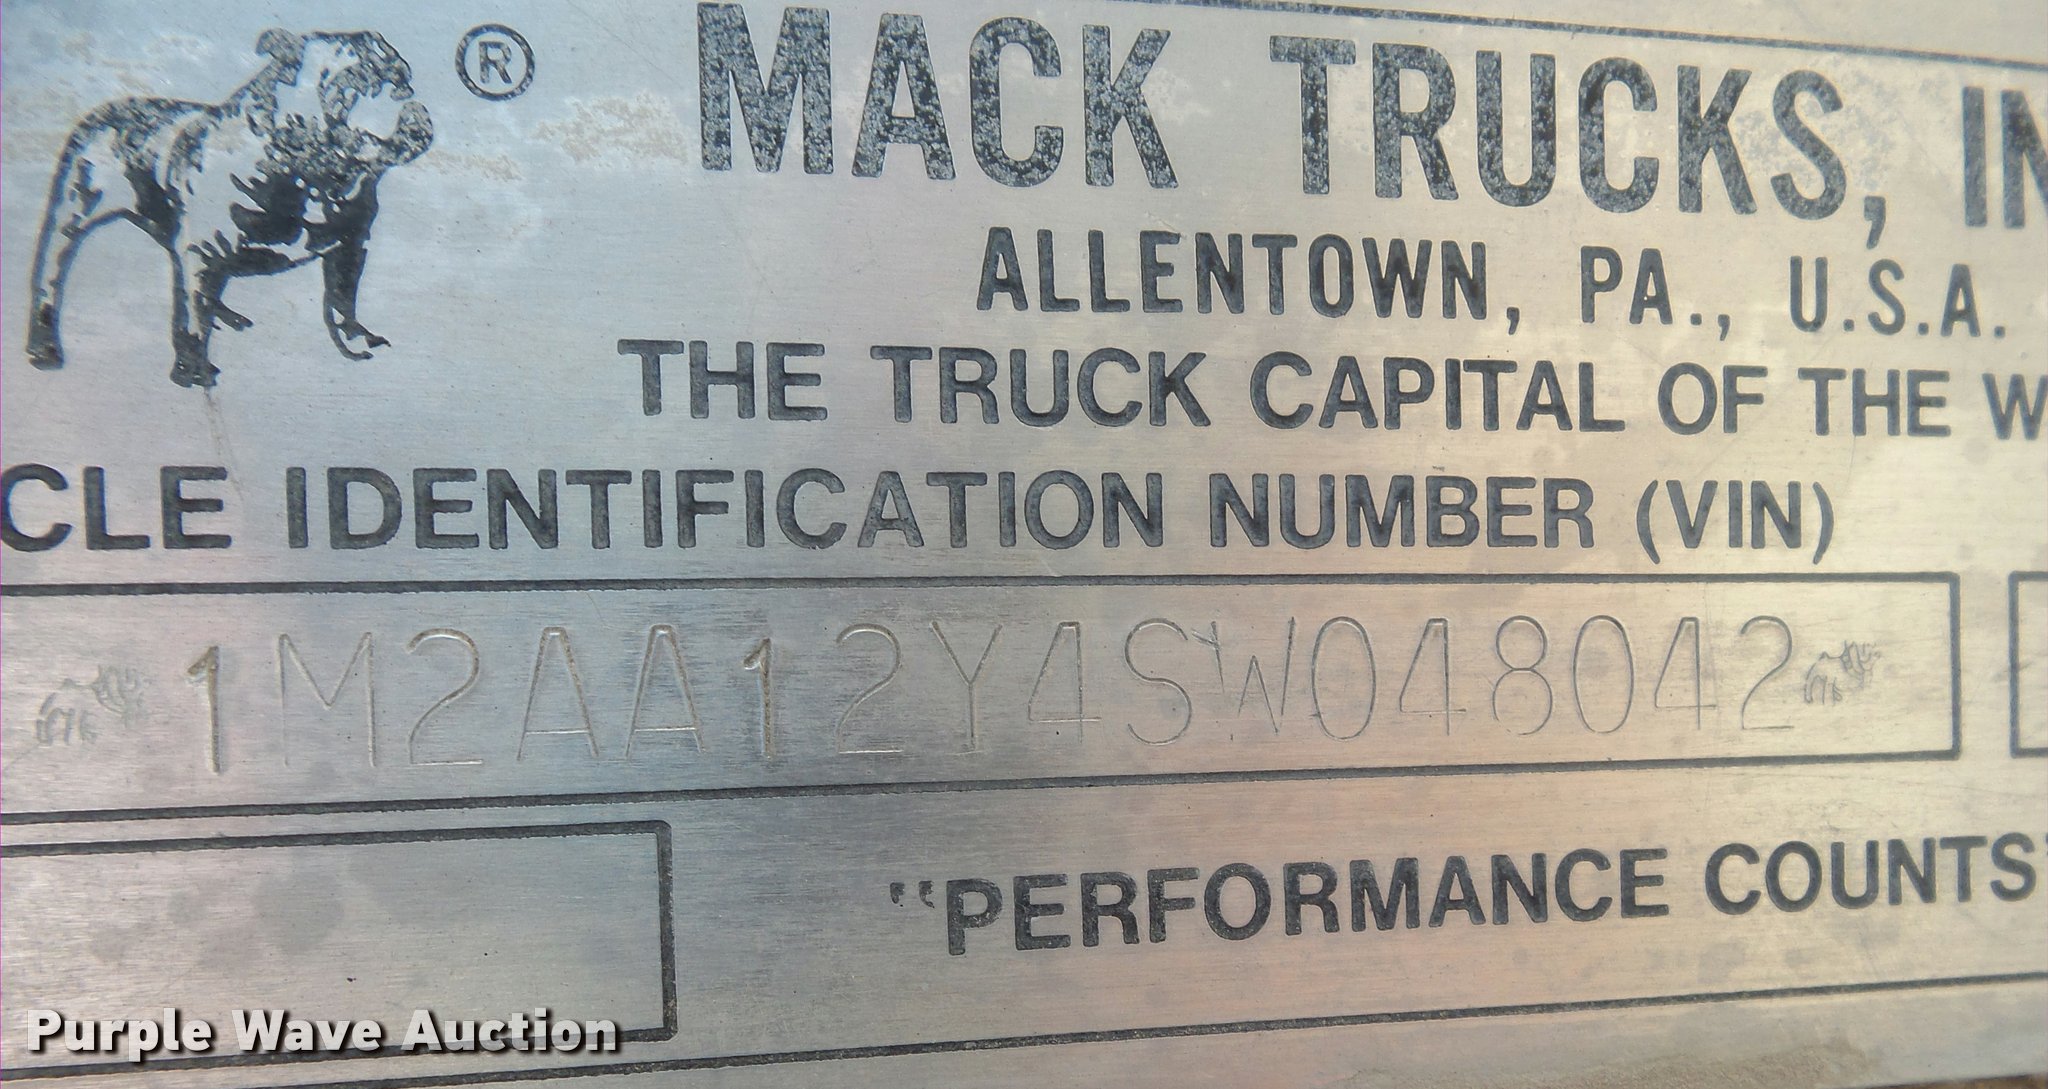 ®
MACK TRUCKS, IN
ALLENTOWN, PA., U.S.A.
THE TRUCK CAPITAL OF THE W
CLE IDENTIFICATION NUMBER (VIN)
1M2AA12Y4SW048042
"PERFORMANCE COUNTS"
Purple Wave Auction